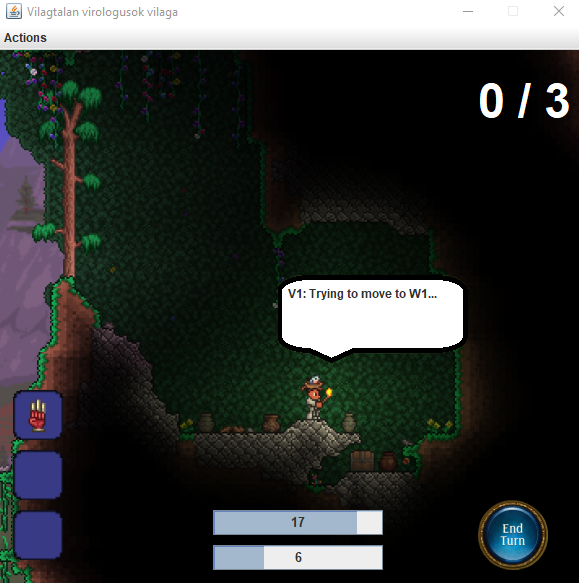 Vilagtalan virologusok vilaga
Actions
0 / 3
V1: Trying to move to W1...
17
6
End
Turn